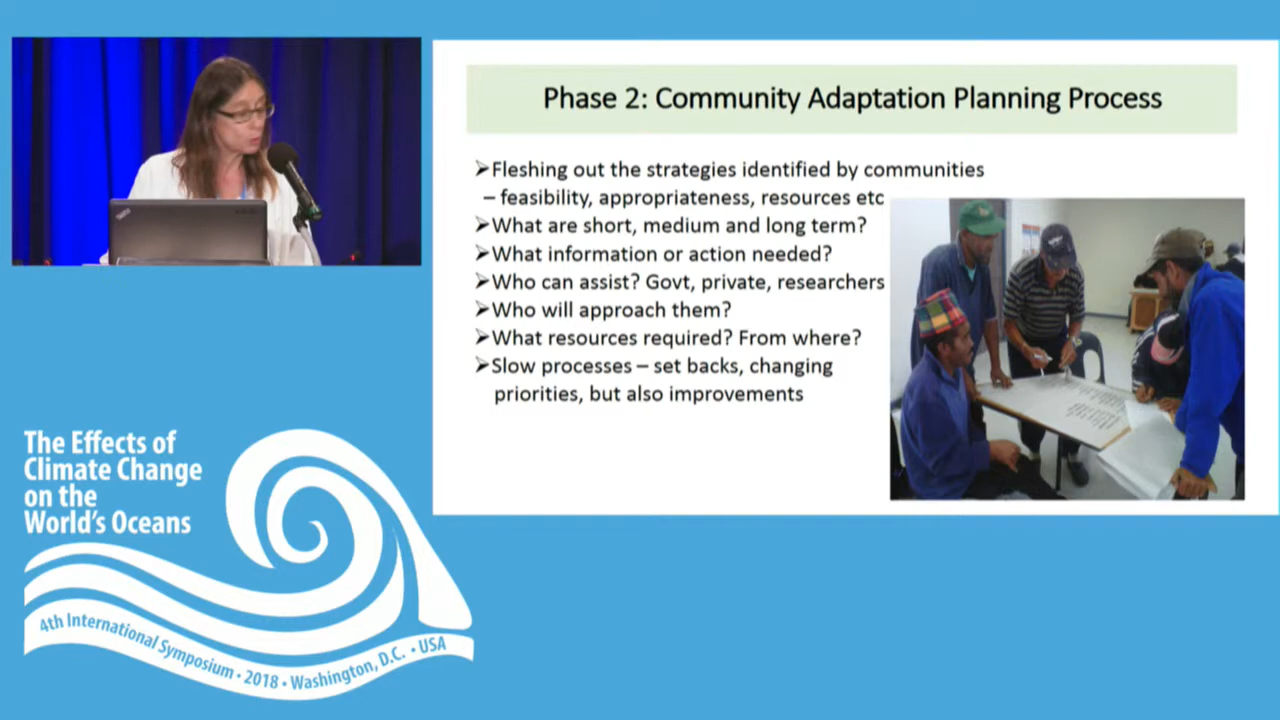 Phase 2: Community Adaptation Planning Process
➢Fleshing out the strategies identified by communities
– feasibility, appropriateness, resources etc
➢What are short, medium and long term?
➢What information or action needed?
➢Who can assist? Govt, private, researchers
➢Who will approach them?
➢What resources required? From where?
➢Slow processes – set backs, changing
priorities, but also improvements
The Effects of
Climate Change
on the
World's Oceans
4th International Symposium • 2018 • Washington, D.C. • USA
ThinkPad